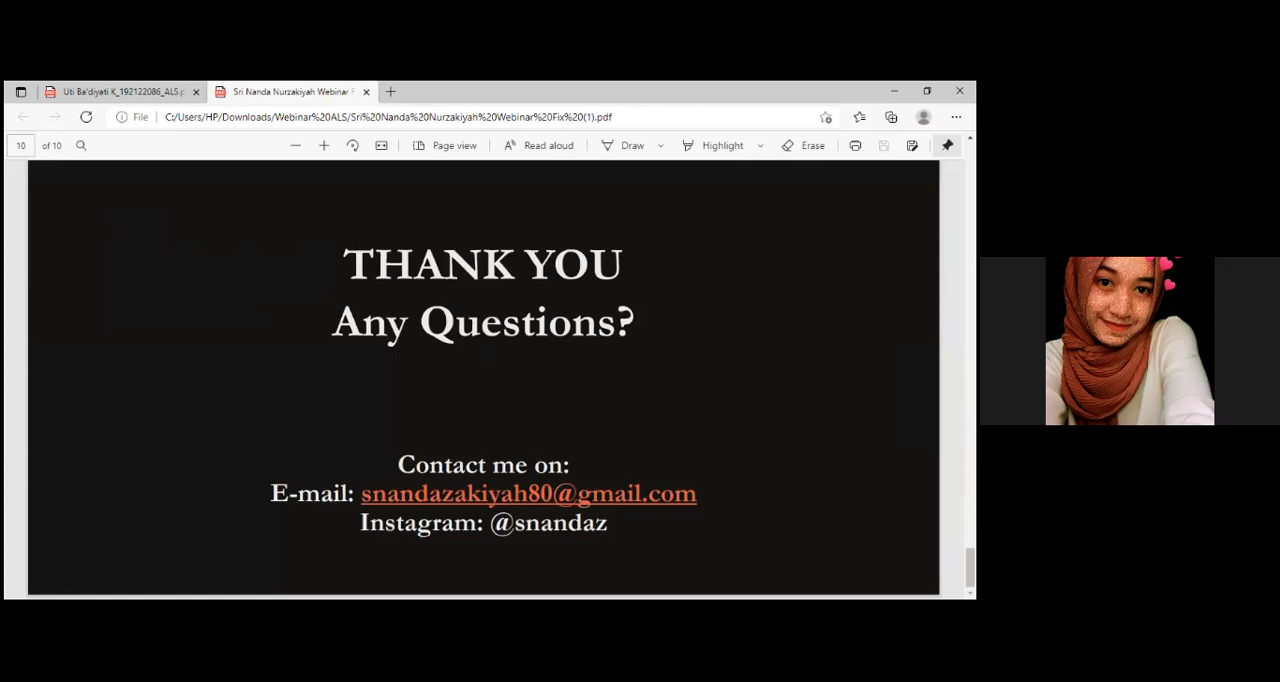 Uti Ba'diyati K_192122086_ALS.p
Sri Nanda Nurzakiyah Webinar F
File
C:/Users/HP/Downloads/Webinar%20ALS/Sri%20Nanda%20Nurzakiyah%20Webinar%20Fix%20(1).pdf
10 of 10
Page view
Read aloud
Draw
Highlight
Erase
THANK YOU
Any Questions?
Contact me on:
E-mail: snandazakiyah80@gmail.com
Instagram: @snandaz